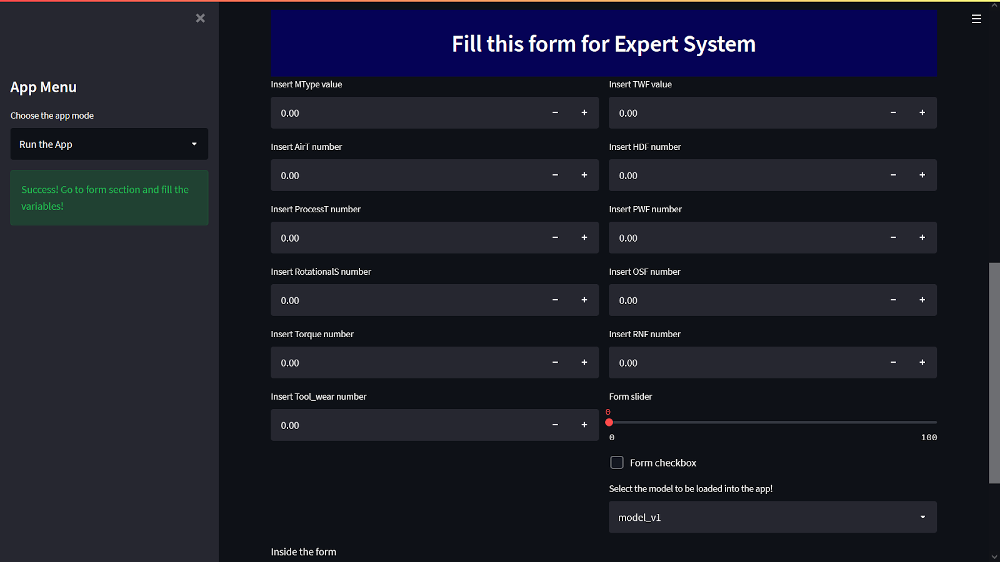 App Menu
Choose the app mode
Run the App
Success! Go to form section and fill the
variables!
Fill this form for Expert System
Insert MType value
0.00
Insert AirT number
0.00
Insert ProcessT number
0.00
Insert RotationalS number
0.00
Insert Torque number
0.00
Insert Tool_wear number
0.00
Insert TWF value
0.00
Insert HDF number
0.00
Insert PWF number
0.00
Insert OSF number
0.00
Insert RNF number
0.00
Form slider
0
0 100
Form checkbox
Select the model to be loaded into the app!
model_v1
Inside the form